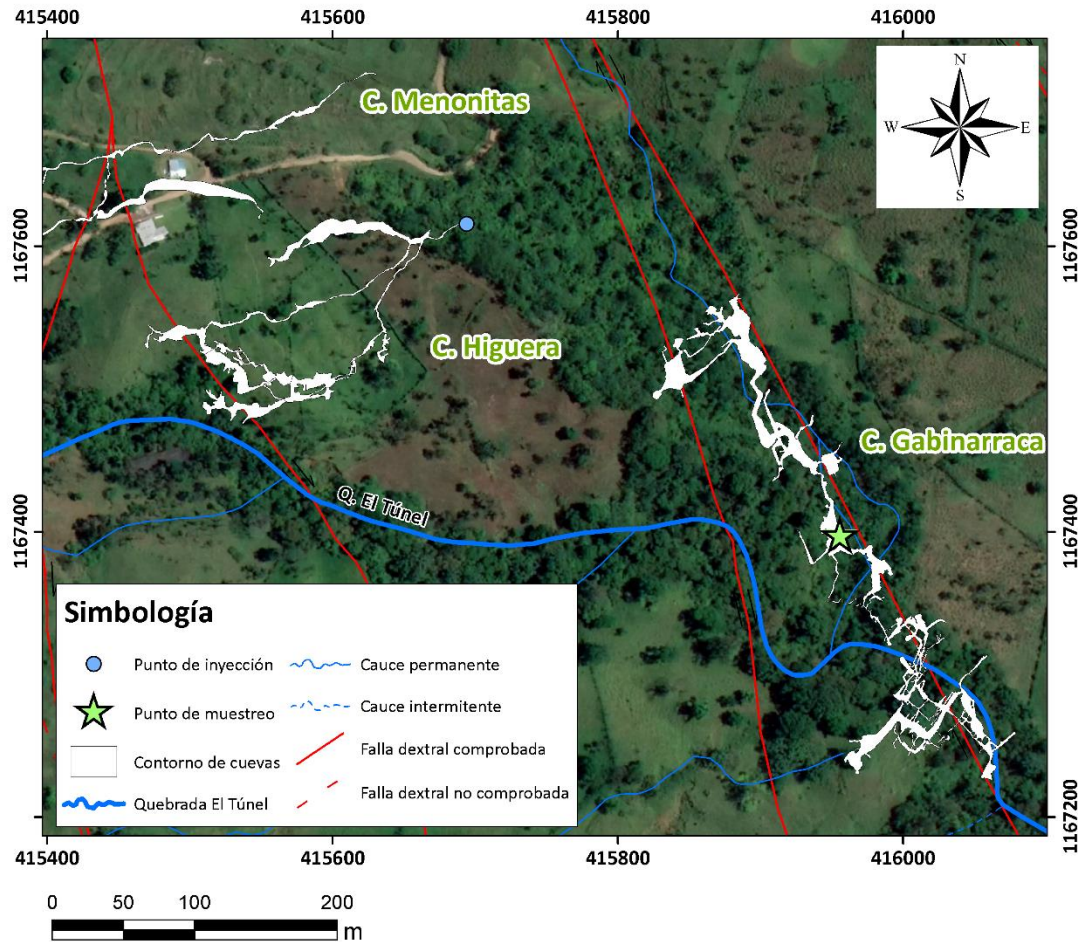 415400 415600 415800 416000
N
W E
S
C. Menonitas
1167600 1167600
C. Higuera
C. Gabinarraca
Q. El Túnel
1167400 1167400
Simbología
Punto de inyección
Cauce permanente
Punto de muestreo
Cauce intermitente
Contorno de cuevas
Falla dextral comprobada
Quebrada El Túnel
Falla dextral no comprobada
1167200 1167200
415400 415600 415800 416000
0 50 100 200
m